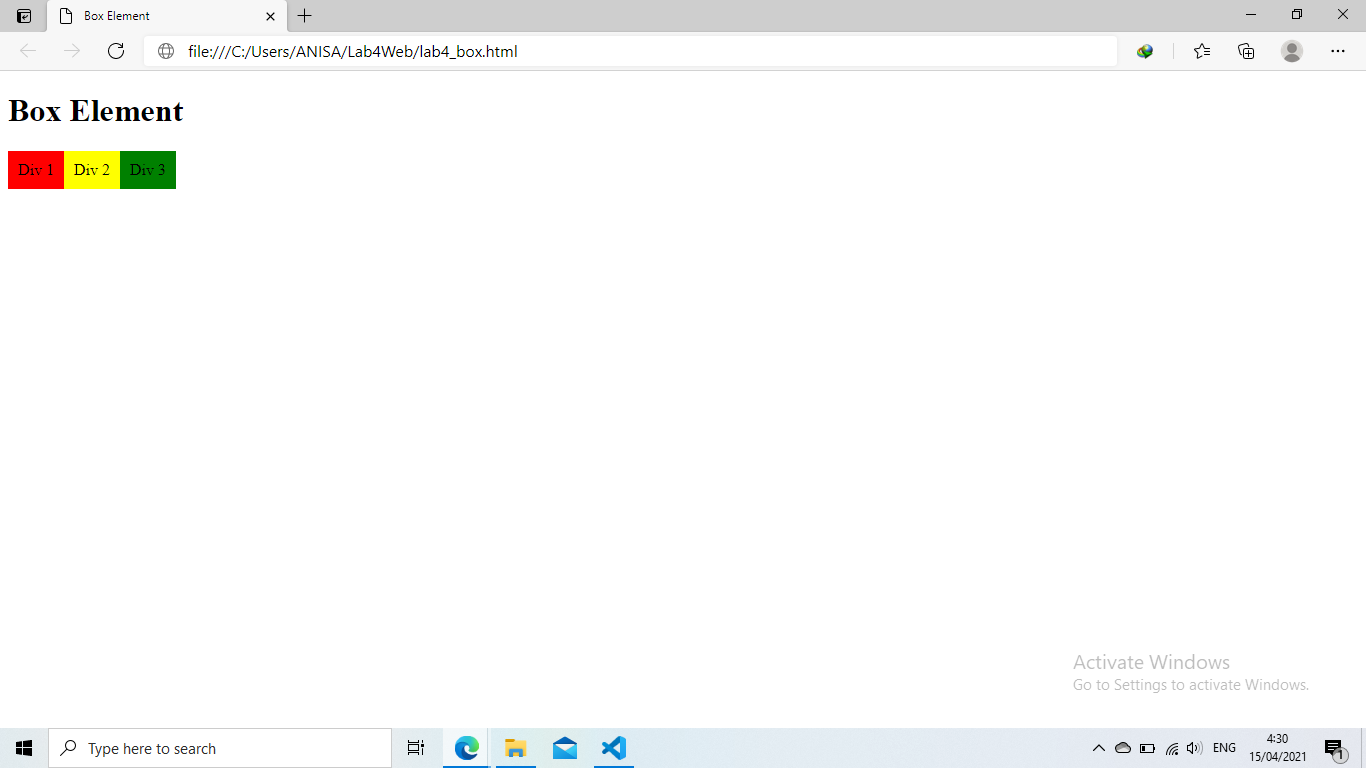 Box Element
file:///C:/Users/ANISA/Lab4Web/lab4_box.html
Box Element
Div 1 Div 2 Div 3
Activate Windows
Go to Settings to activate Windows.
Type here to search
ENG
4:30
15/04/2021
1